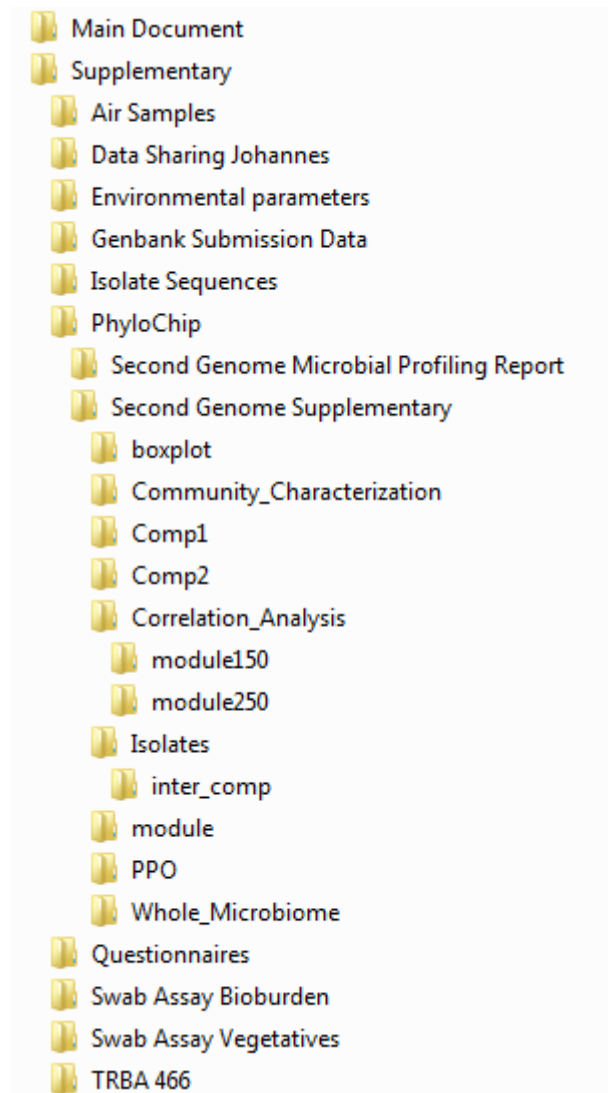 Main Document
Supplementary
Air Samples
Data Sharing Johannes
Environmental parameters
Genbank Submission Data
Isolate Sequences
PhyloChip
Second Genome Microbial Profiling Report
Second Genome Supplementary
boxplot
Community_Characterization
Comp1
Comp2
Correlation_Analysis
module150
module250
Isolates
inter_comp
module
PPO
Whole_Microbiome
Questionnaires
Swab Assay Bioburden
Swab Assay Vegetatives
TRBA 466